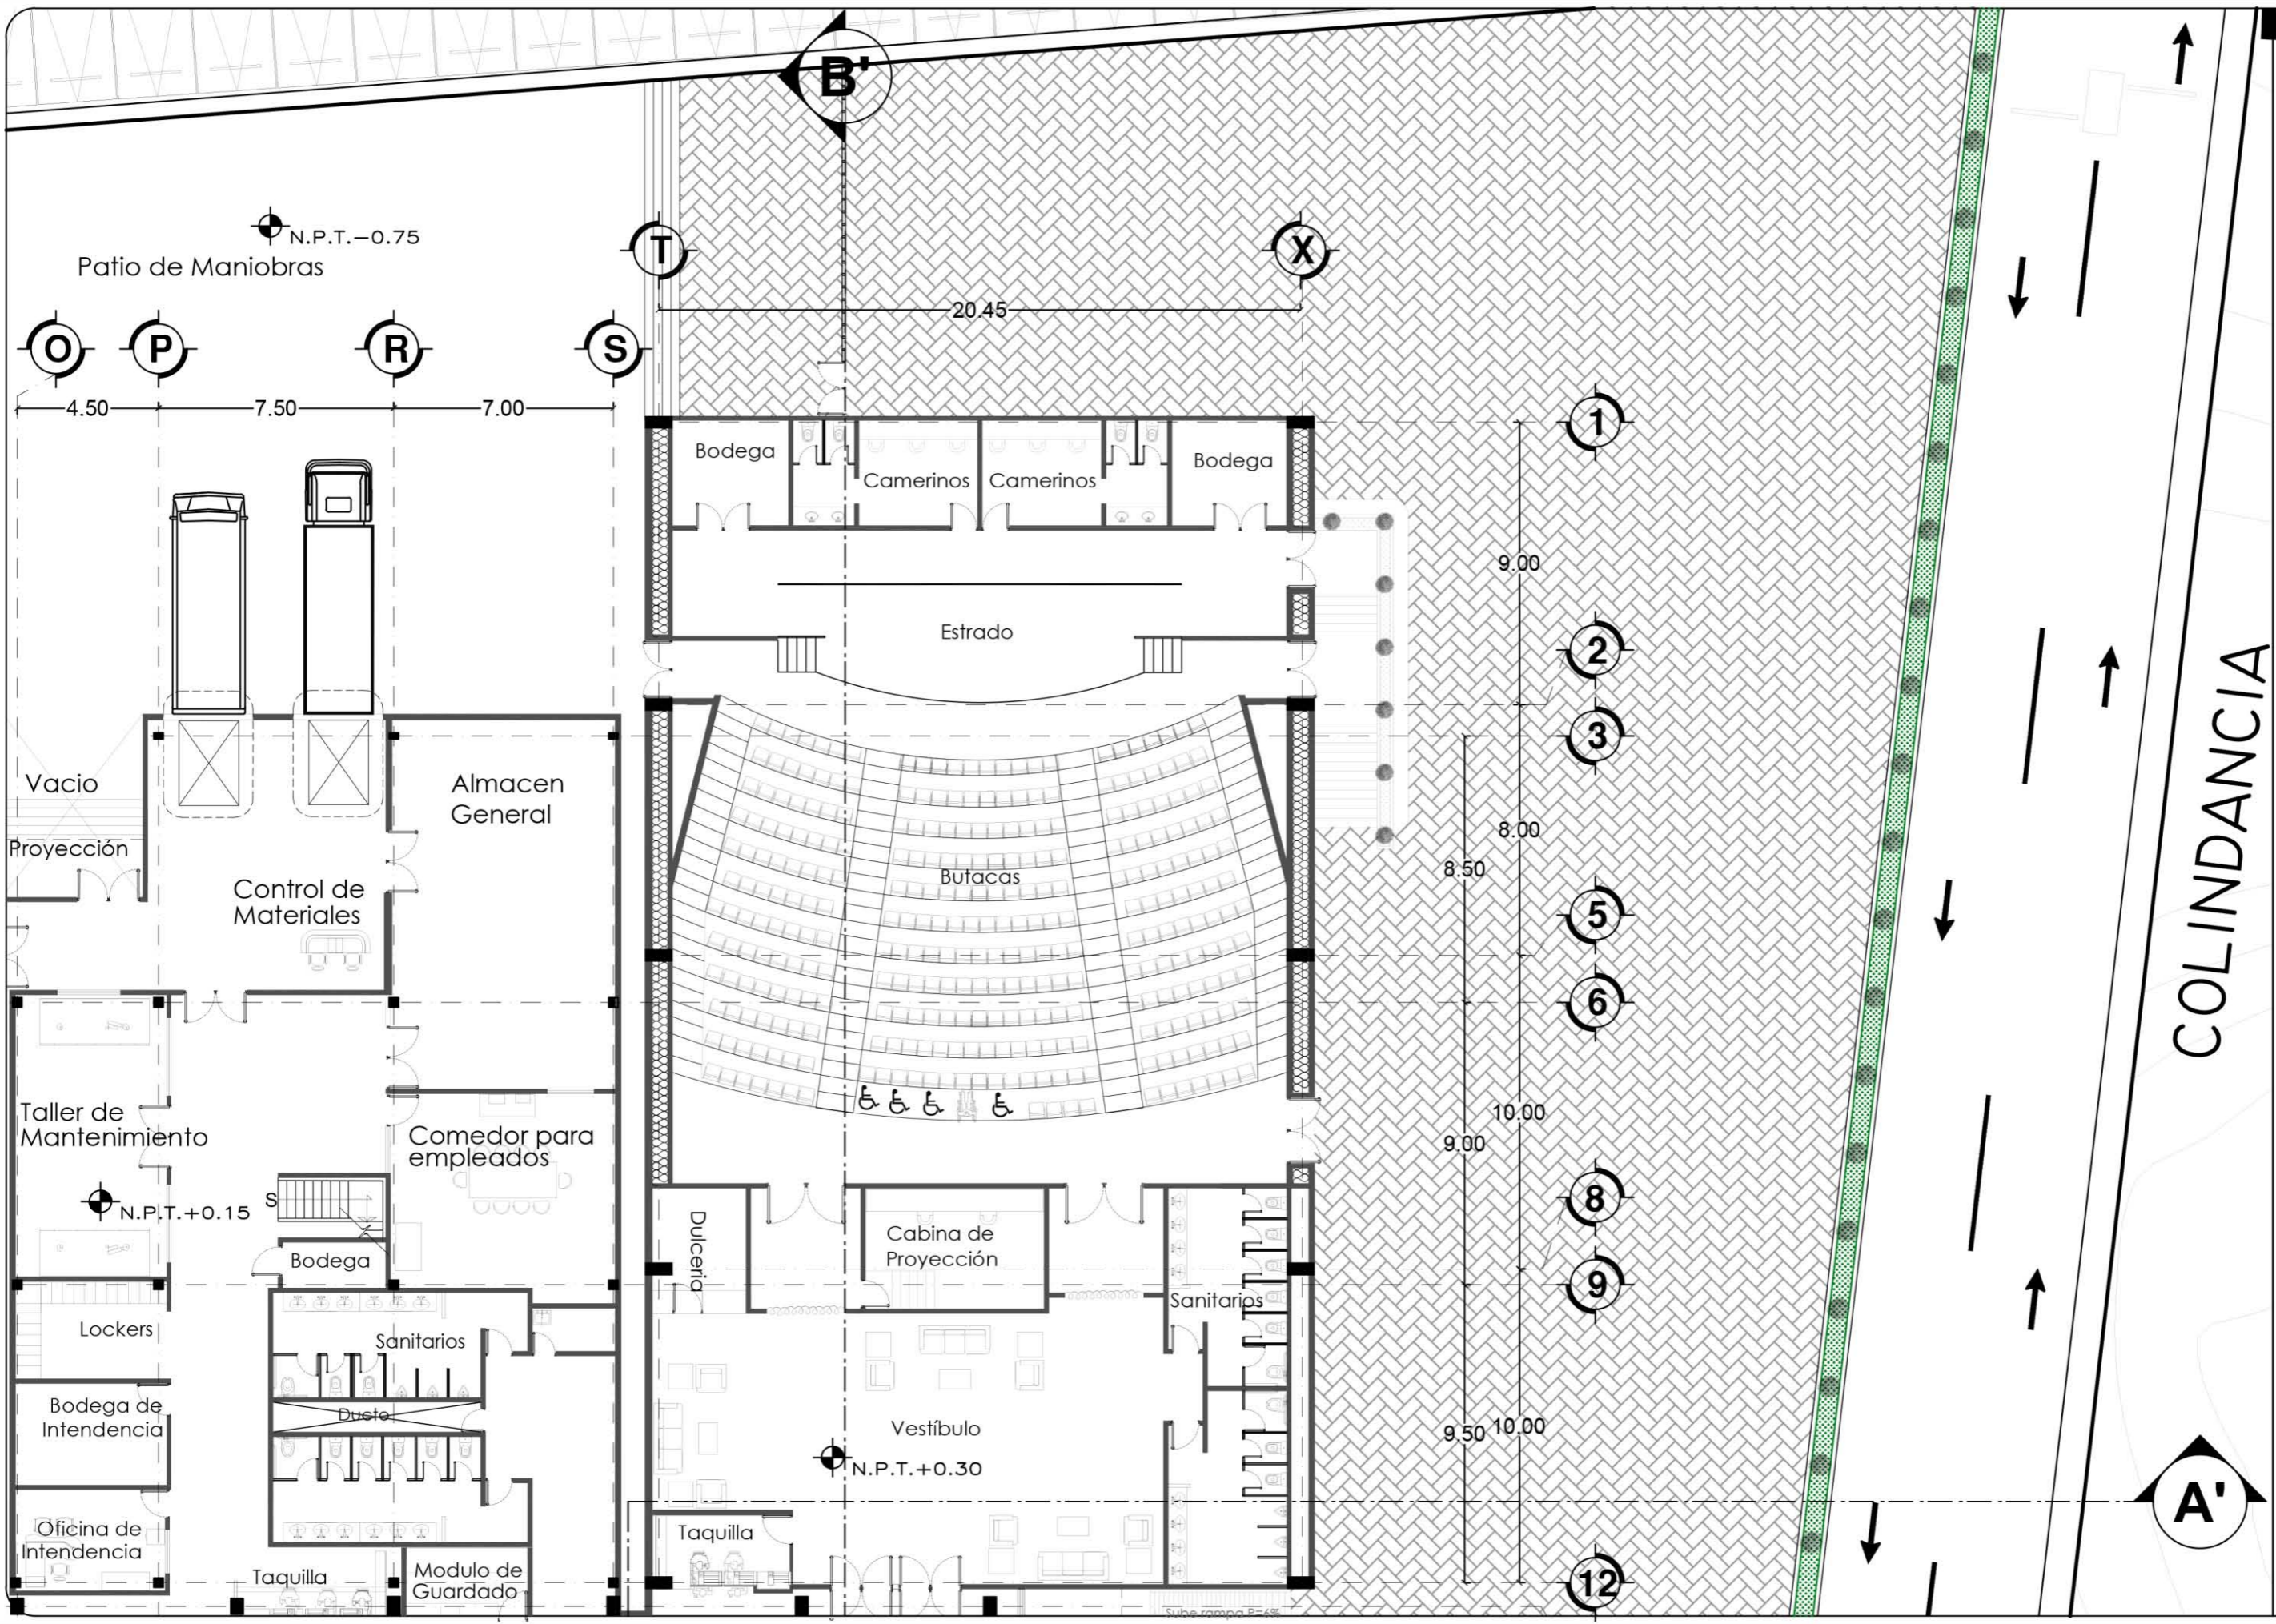 B'
N.P.T.-0.75
Patio de Maniobras
T
X
20.45
O
P
R
S
4.50
7.50
7.00
1
Bodega
Camerinos
Camerinos
Bodega
9.00
Estrado
2
3
Vacio
Almacen
General
Proyección
8.00
8.50
Butacas
Control de
Materiales
5
6
COLINDANCIA
Taller de
Mantenimiento
Comedor para
empleados
10.00
9.00
N.P.T.+0.15
S
8
Dulceria
Cabina de
Proyección
Bodega
9
Sanitarios
Lockers
Sanitarios
Bodega de
Intendencia
Ducto
Vestíbulo
9.50
10.00
N.P.T.+0.30
A'
Oficina de
Intendencia
Taquilla
Taquilla
Modulo de
Guardado
12
Sube rampa P=6%